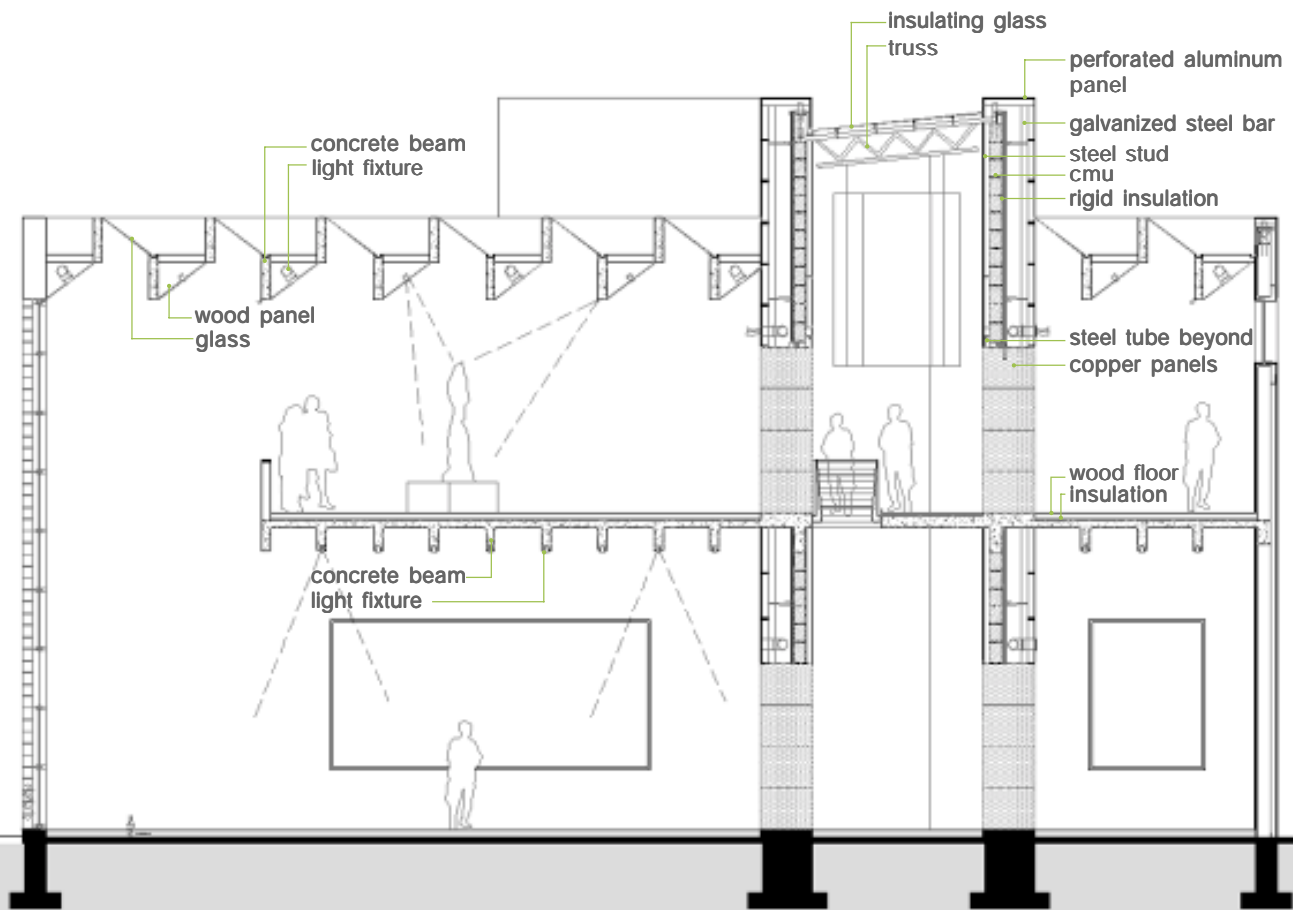 insulating glass
truss
perforated aluminum
panel
galvanized steel bar
concrete beam
light fixture
steel stud
cmu
rigid insulation
wood panel
glass
steel tube beyond
copper panels
wood floor
insulation
concrete beam
light fixture